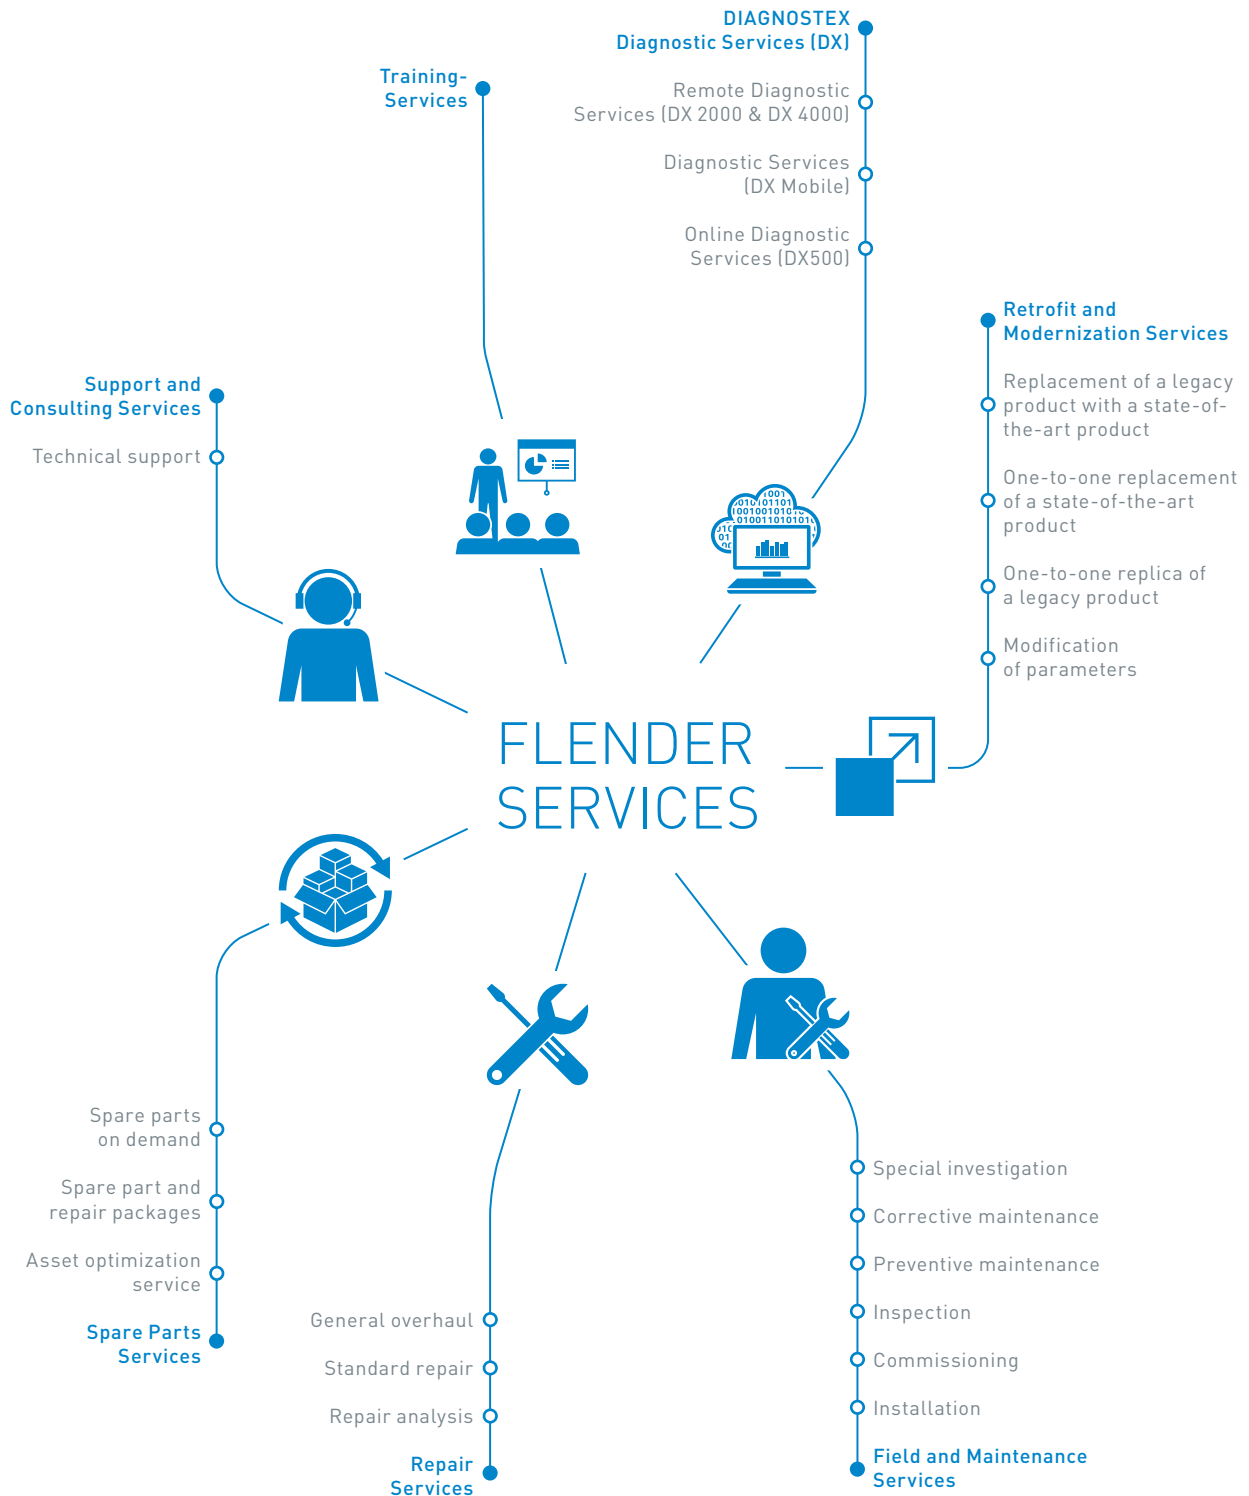 DIAGNOSTEX
Diagnostic Services (DX)
Remote Diagnostic
Services (DX 2000 & DX 4000)
Diagnostic Services
(DX Mobile)
Online Diagnostic
Services (DX500)
Training-
Services
Retrofit and
Modernization Services
Replacement of a legacy
product with a state-of-
the-art product
One-to-one replacement
of a state-of-the-art
product
One-to-one replica of
a legacy product
Modification
of parameters
Support and
Consulting Services
Technical support
FLENDER
SERVICES
Spare parts
on demand
Spare part and
repair packages
Asset optimization
service
Spare Parts
Services
General overhaul
Standard repair
Repair analysis
Repair
Services
Special investigation
Corrective maintenance
Preventive maintenance
Inspection
Commissioning
Installation
Field and Maintenance
Services